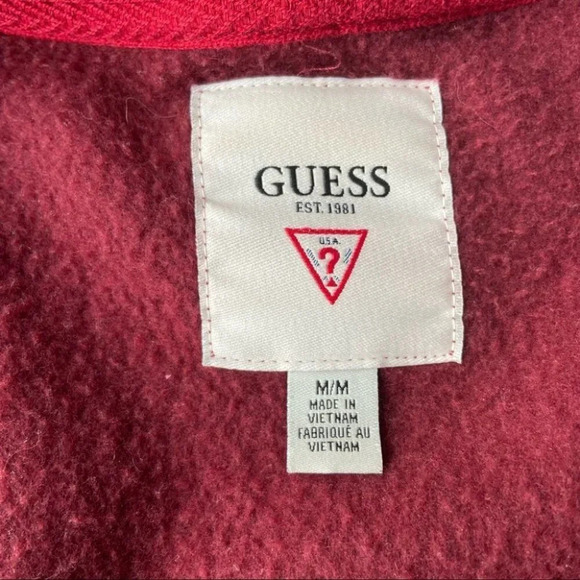 GUESS
EST. 1981
U.S.A.
?
M/M
MADE IN
VIETNAM
FABRIQUÉ AU
VIETNAM